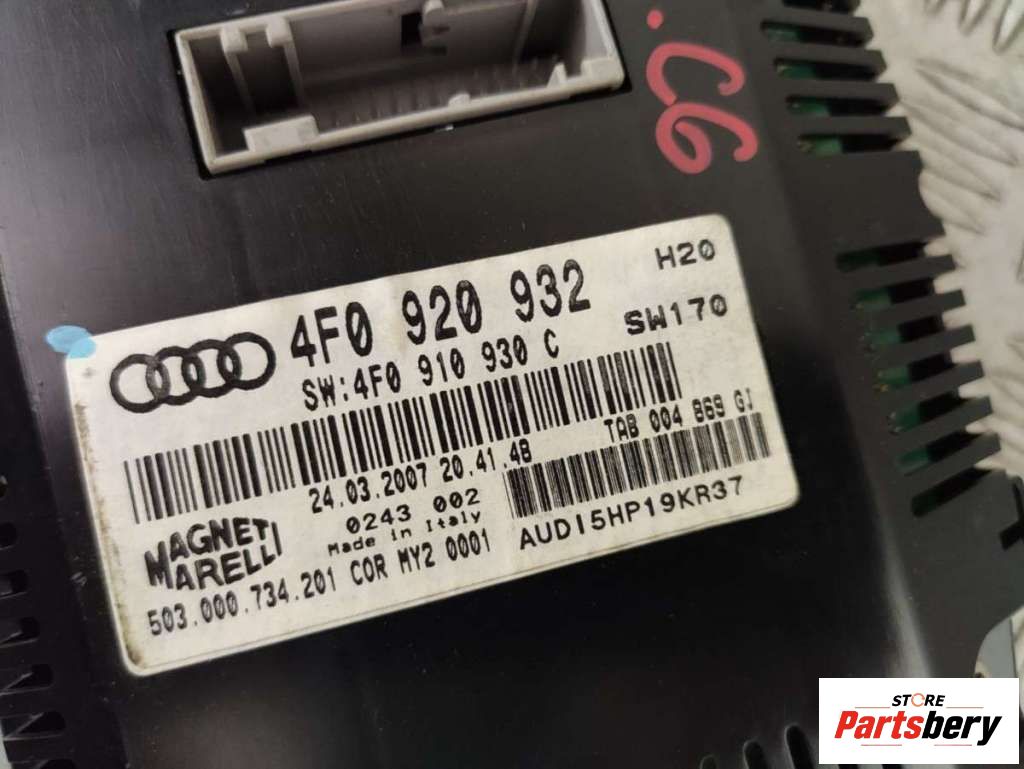 .C6
4F0 920 932
H20
SW:4F0 910 930 C
SW170
24.03.2007 20.41.48
TAB 004 869 GJ
0243 002
Made in Italy
AUDI5HP19KR37
MAGNETI
MARELLI
503.000.734.201 COR MY2 0001
STORE
Partsbery